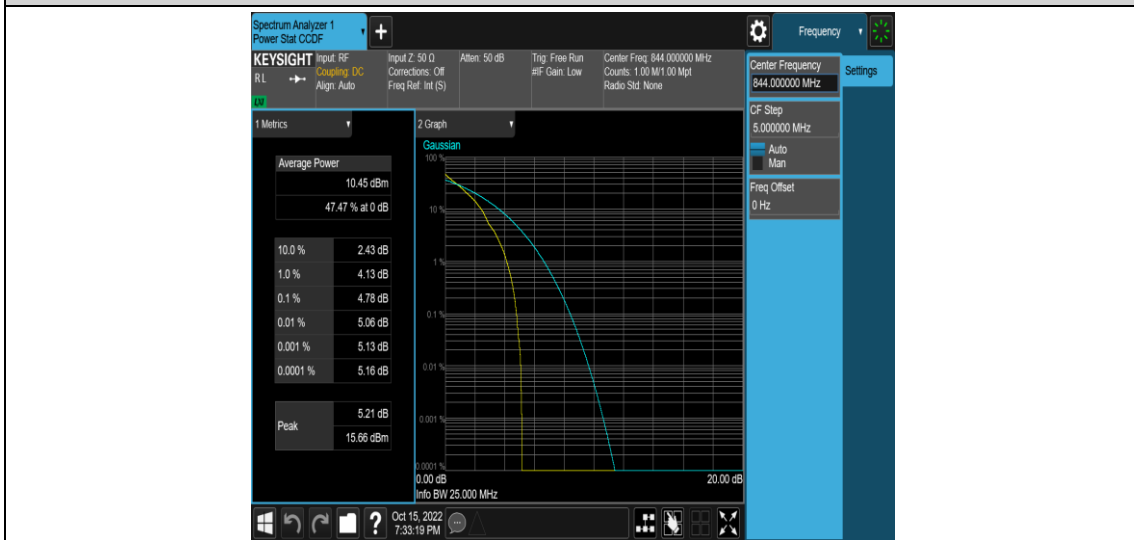 Spectrum Analyzer 1
Power Stat CCDF
Frequency
KEYSIGHT
RL
Input: RF
Coupling: DC
Align: Auto
Input Z: 50 Ω
Corrections: Off
Freq Ref: Int (S)
Atten: 50 dB
Trig: Free Run
#IF Gain: Low
Center Freq: 844.000000 MHz
Counts: 1.00 M/1.00 Mpt
Radio Std: None
Center Frequency
844.000000 MHz
Settings
CF Step
5.000000 MHz
Auto
Man
Freq Offset
0 Hz
1 Metrics
Average Power
10.45 dBm
47.47 % at 0 dB
10.0 % 2.43 dB
1.0 % 4.13 dB
0.1 % 4.78 dB
0.01 % 5.06 dB
0.001 % 5.13 dB
0.0001 % 5.16 dB
Peak
5.21 dB
15.66 dBm
2 Graph
Gaussian
100 %
10 %
1 %
0.1 %
0.01 %
0.001 %
0.0001 %
0.00 dB
20.00 dB
Info BW 25.000 MHz
?
Oct 15, 2022
7:33:19 PM